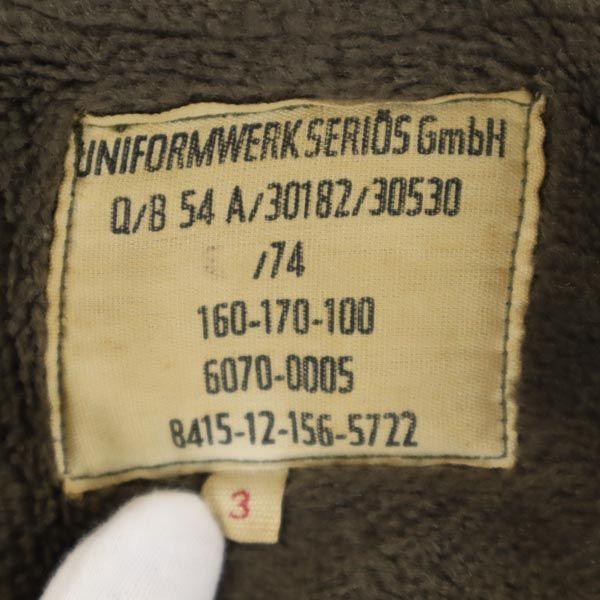 UNIFORMWERK SERIÖS GmbH
Q/B 54 A/30182/30530
/74
160-170-100
6070-0005
8415-12-156-5722
3